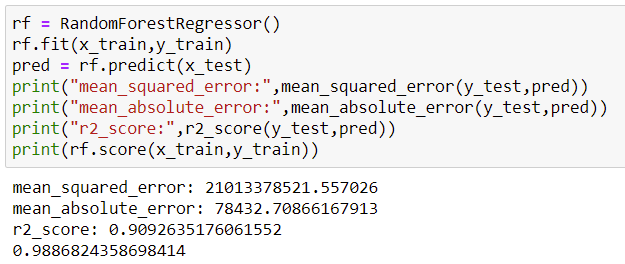 rf = RandomForestRegressor()
rf.fit(x_train,y_train)
pred = rf.predict(x_test)
print("mean_squared_error:",mean_squared_error(y_test,pred))
print("mean_absolute_error:",mean_absolute_error(y_test,pred))
print("r2_score:",r2_score(y_test,pred))
print(rf.score(x_train,y_train))
mean_squared_error: 21013378521.557026
mean_absolute_error: 78432.70866167913
r2_score: 0.9092635176061552
0.9886824358698414